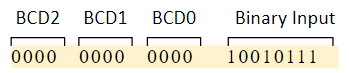 BCD2 BCD1 BCD0 Binary Input
0000 0000 0000 10010111